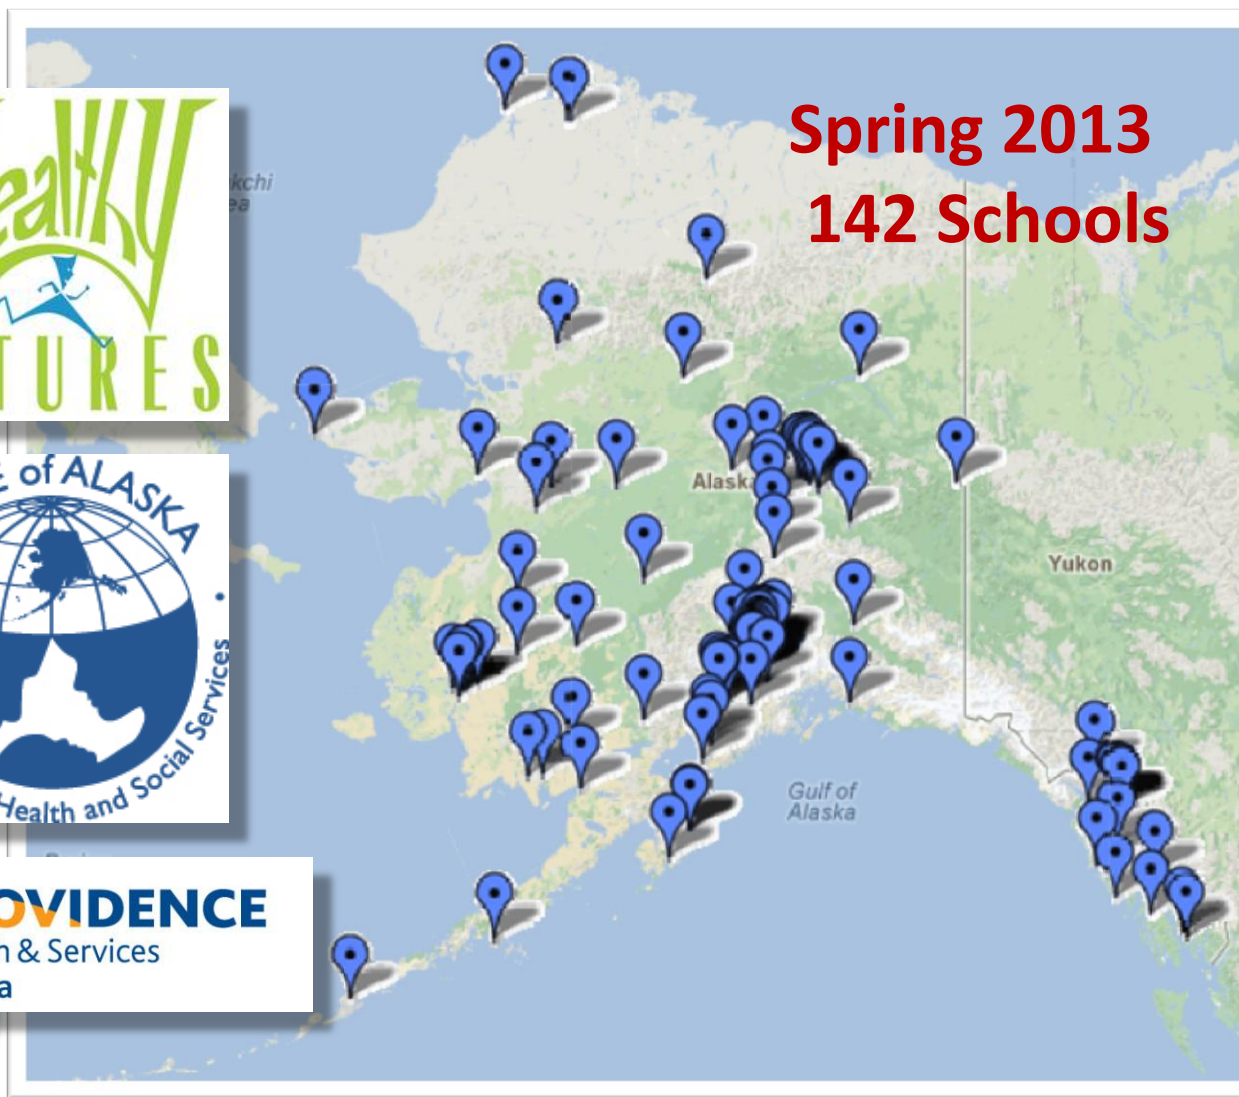 Spring 2013
142 Schools
ealthy
TURES
kchi
ea
E of ALASKA
Health and Social Services
Alaska
Yukon
Gulf of
Alaska
OVIDENCE
n & Services
a